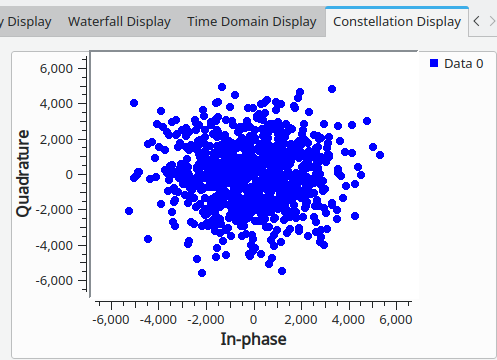 y Display Waterfall Display Time Domain Display Constellation Display
Data 0
Quadrature
6,000
4,000
2,000
0
-2,000
-4,000
-6,000
-6,000 -4,000 -2,000 0 2,000 4,000 6,000
In-phase